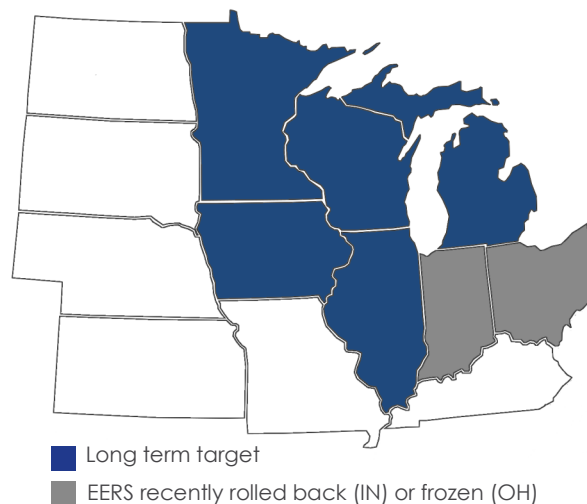 Long term target
EERS recently rolled back (IN) or frozen (OH)